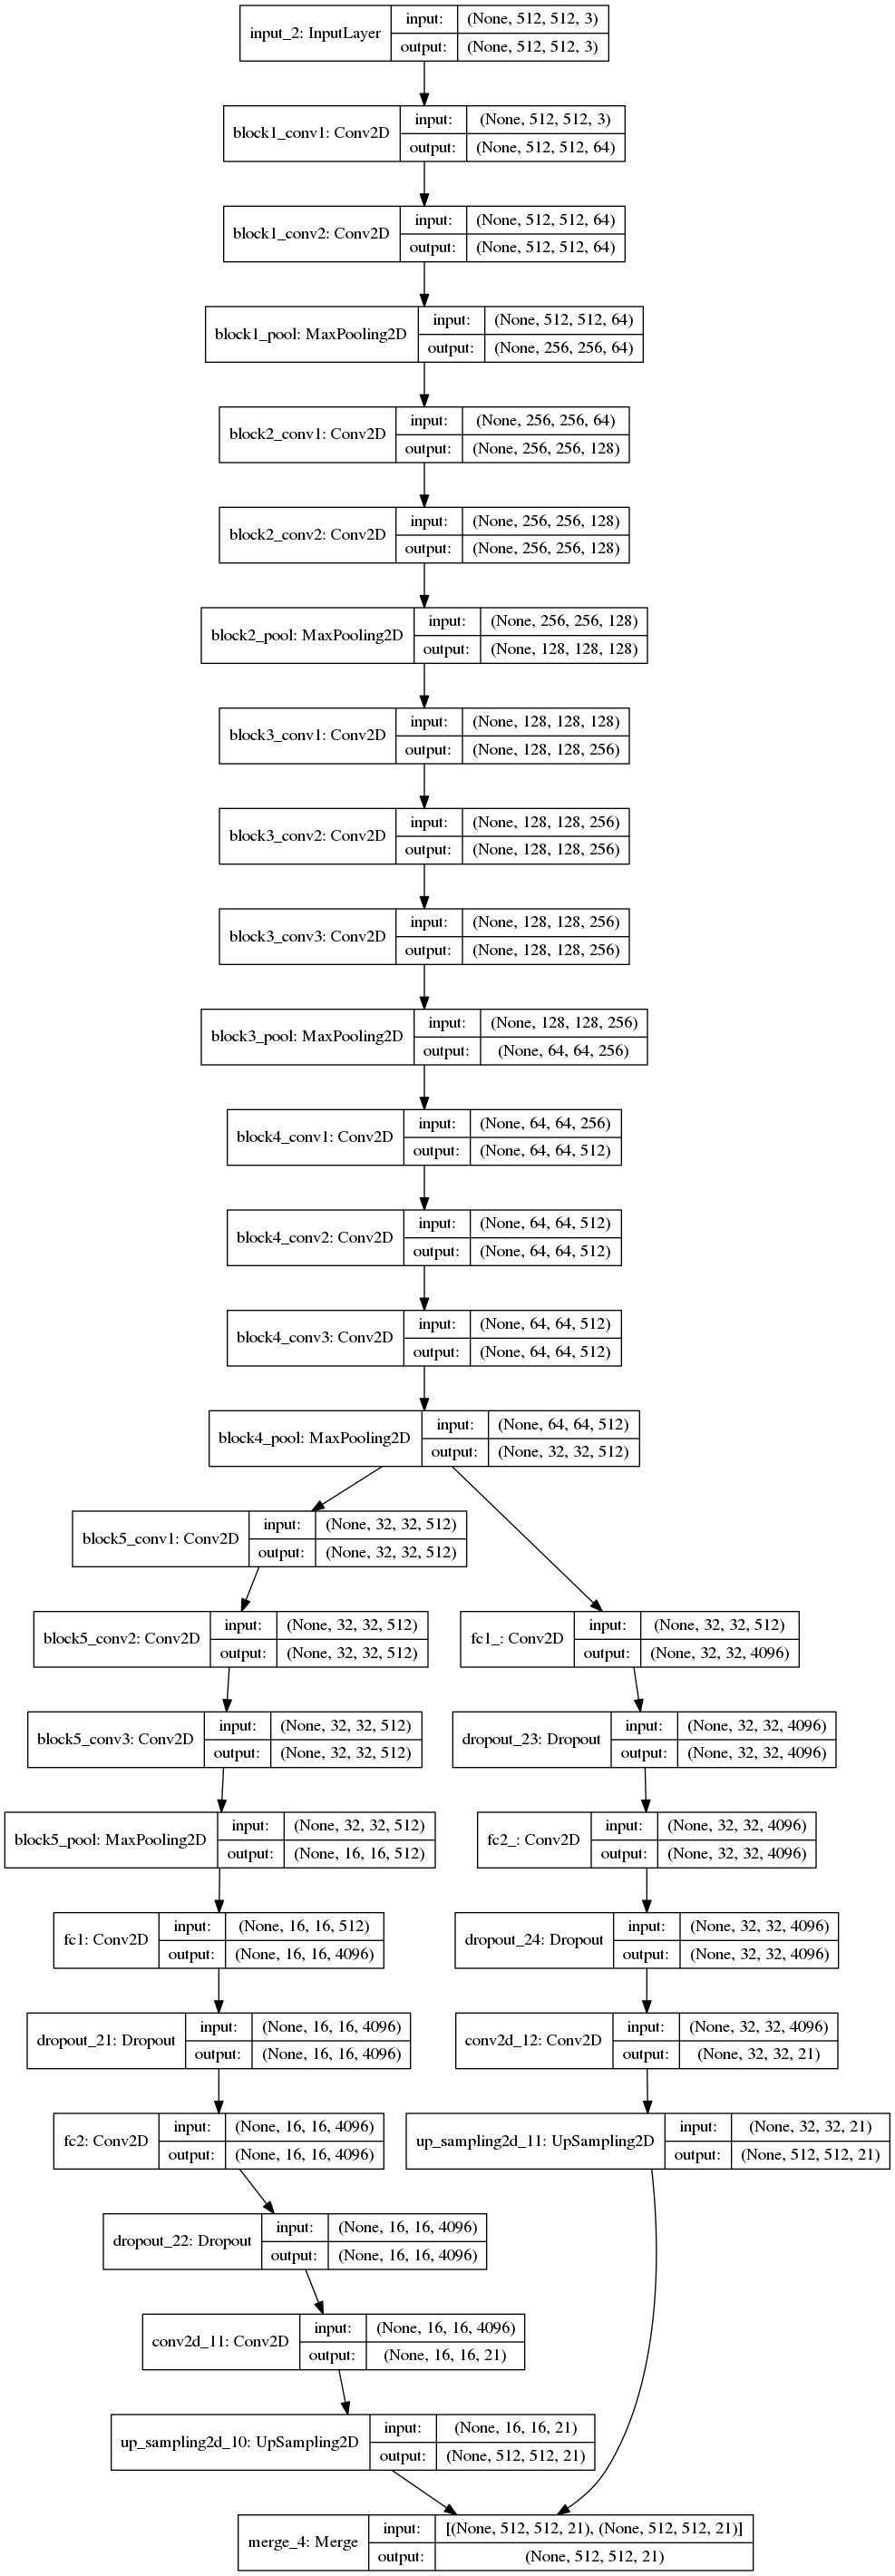 input_2: InputLayer
input: (None, 512, 512, 3)
output: (None, 512, 512, 3)
block1_conv1: Conv2D
input: (None, 512, 512, 3)
output: (None, 512, 512, 64)
block1_conv2: Conv2D
input: (None, 512, 512, 64)
output: (None, 512, 512, 64)
block1_pool: MaxPooling2D
input: (None, 512, 512, 64)
output: (None, 256, 256, 64)
block2_conv1: Conv2D
input: (None, 256, 256, 64)
output: (None, 256, 256, 128)
block2_conv2: Conv2D
input: (None, 256, 256, 128)
output: (None, 256, 256, 128)
block2_pool: MaxPooling2D
input: (None, 256, 256, 128)
output: (None, 128, 128, 128)
block3_conv1: Conv2D
input: (None, 128, 128, 128)
output: (None, 128, 128, 256)
block3_conv2: Conv2D
input: (None, 128, 128, 256)
output: (None, 128, 128, 256)
block3_conv3: Conv2D
input: (None, 128, 128, 256)
output: (None, 128, 128, 256)
block3_pool: MaxPooling2D
input: (None, 128, 128, 256)
output: (None, 64, 64, 256)
block4_conv1: Conv2D
input: (None, 64, 64, 256)
output: (None, 64, 64, 512)
block4_conv2: Conv2D
input: (None, 64, 64, 512)
output: (None, 64, 64, 512)
block4_conv3: Conv2D
input: (None, 64, 64, 512)
output: (None, 64, 64, 512)
block4_pool: MaxPooling2D
input: (None, 64, 64, 512)
output: (None, 32, 32, 512)
block5_conv1: Conv2D
input: (None, 32, 32, 512)
output: (None, 32, 32, 512)
block5_conv2: Conv2D
input: (None, 32, 32, 512)
output: (None, 32, 32, 512)
fc1_: Conv2D
input: (None, 32, 32, 512)
output: (None, 32, 32, 4096)
block5_conv3: Conv2D
input: (None, 32, 32, 512)
output: (None, 32, 32, 512)
dropout_23: Dropout
input: (None, 32, 32, 4096)
output: (None, 32, 32, 4096)
block5_pool: MaxPooling2D
input: (None, 32, 32, 512)
output: (None, 16, 16, 512)
fc2_: Conv2D
input: (None, 32, 32, 4096)
output: (None, 32, 32, 4096)
fc1: Conv2D
input: (None, 16, 16, 512)
output: (None, 16, 16, 4096)
dropout_24: Dropout
input: (None, 32, 32, 4096)
output: (None, 32, 32, 4096)
dropout_21: Dropout
input: (None, 16, 16, 4096)
output: (None, 16, 16, 4096)
conv2d_12: Conv2D
input: (None, 32, 32, 4096)
output: (None, 32, 32, 21)
fc2: Conv2D
input: (None, 16, 16, 4096)
output: (None, 16, 16, 4096)
up_sampling2d_11: UpSampling2D
input: (None, 32, 32, 21)
output: (None, 512, 512, 21)
dropout_22: Dropout
input: (None, 16, 16, 4096)
output: (None, 16, 16, 4096)
conv2d_11: Conv2D
input: (None, 16, 16, 4096)
output: (None, 16, 16, 21)
up_sampling2d_10: UpSampling2D
input: (None, 16, 16, 21)
output: (None, 512, 512, 21)
merge_4: Merge
input: [(None, 512, 512, 21), (None, 512, 512, 21)]
output: (None, 512, 512, 21)